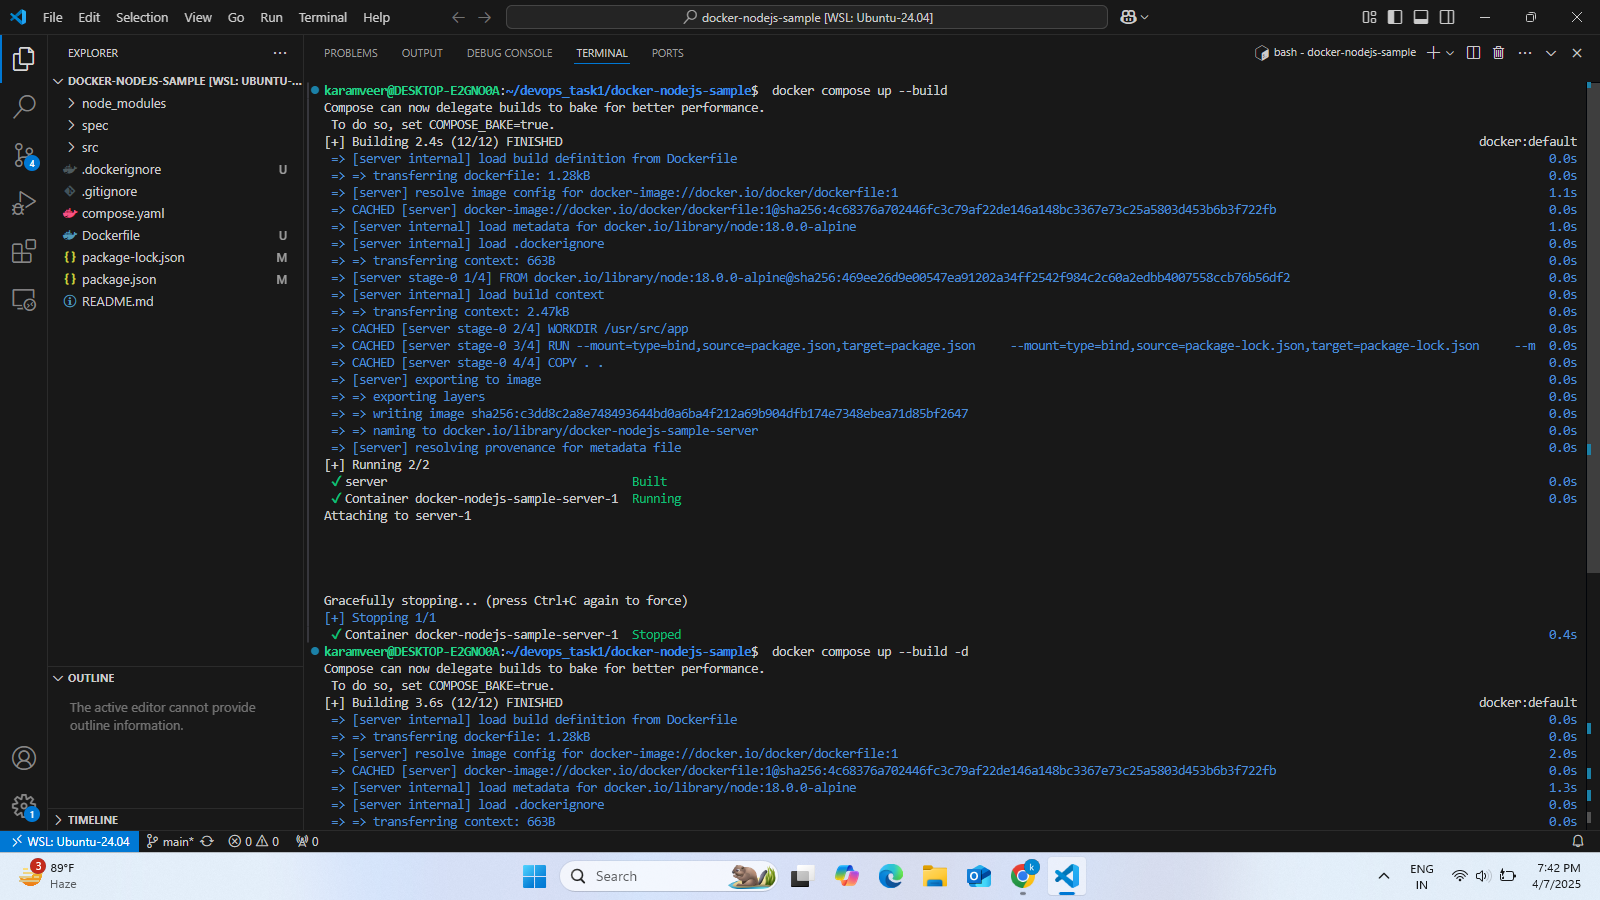 File Edit Selection View Go Run Terminal Help
docker-nodejs-sample [WSL: Ubuntu-24.04]
EXPLORER
DOCKER-NODEJS-SAMPLE [WSL: UBUNTU-...
node_modules
spec
src
.dockerignore U
.gitignore
compose.yaml
Dockerfile U
package-lock.json M
package.json M
README.md
4
1
OUTLINE
The active editor cannot provide
outline information.
TIMELINE
PROBLEMS OUTPUT DEBUG CONSOLE TERMINAL PORTS
bash - docker-nodejs-sample
karamveer@DESKTOP-E2GNO0A:~/devops_task1/docker-nodejs-sample$ docker compose up --build
Compose can now delegate builds to bake for better performance.
To do so, set COMPOSE_BAKE=true.
[+] Building 2.4s (12/12) FINISHED docker:default
=> [server internal] load build definition from Dockerfile 0.0s
=> => transferring dockerfile: 1.28kB 0.0s
=> [server] resolve image config for docker-image://docker.io/docker/dockerfile:1 1.1s
=> CACHED [server] docker-image://docker.io/docker/dockerfile:1@sha256:4c68376a702446fc3c79af22de146a148bc3367e73c25a5803d453b6b3f722fb 0.0s
=> [server internal] load metadata for docker.io/library/node:18.0.0-alpine 1.0s
=> [server internal] load .dockerignore 0.0s
=> => transferring context: 663B 0.0s
=> [server stage-0 1/4] FROM docker.io/library/node:18.0.0-alpine@sha256:469ee26d9e00547ea91202a34ff2542f984c2c60a2edbb4007558ccb76b56df2 0.0s
=> [server internal] load build context 0.0s
=> => transferring context: 2.47kB 0.0s
=> CACHED [server stage-0 2/4] WORKDIR /usr/src/app 0.0s
=> CACHED [server stage-0 3/4] RUN --mount=type=bind,source=package.json,target=package.json --mount=type=bind,source=package-lock.json,target=package-lock.json --m 0.0s
=> CACHED [server stage-0 4/4] COPY . . 0.0s
=> [server] exporting to image 0.0s
=> => exporting layers 0.0s
=> => writing image sha256:c3dd8c2a8e748493644bd0a6ba4f212a69b904dfb174e7348ebea71d85bf2647 0.0s
=> => naming to docker.io/library/docker-nodejs-sample-server 0.0s
=> [server] resolving provenance for metadata file 0.0s
[+] Running 2/2
✔ server Built 0.0s
✔ Container docker-nodejs-sample-server-1 Running 0.0s
Attaching to server-1
Gracefully stopping... (press Ctrl+C again to force)
[+] Stopping 1/1
✔ Container docker-nodejs-sample-server-1 Stopped 0.4s
karamveer@DESKTOP-E2GNO0A:~/devops_task1/docker-nodejs-sample$ docker compose up --build -d
Compose can now delegate builds to bake for better performance.
To do so, set COMPOSE_BAKE=true.
[+] Building 3.6s (12/12) FINISHED docker:default
=> [server internal] load build definition from Dockerfile 0.0s
=> => transferring dockerfile: 1.28kB 0.0s
=> [server] resolve image config for docker-image://docker.io/docker/dockerfile:1 2.0s
=> CACHED [server] docker-image://docker.io/docker/dockerfile:1@sha256:4c68376a702446fc3c79af22de146a148bc3367e73c25a5803d453b6b3f722fb 0.0s
=> [server internal] load metadata for docker.io/library/node:18.0.0-alpine 1.3s
=> [server internal] load .dockerignore 0.0s
=> => transferring context: 663B 0.0s
WSL: Ubuntu-24.04 main* 0 0 0
3 89°F
Haze
Search
k
ENG
IN
7:42 PM
4/7/2025